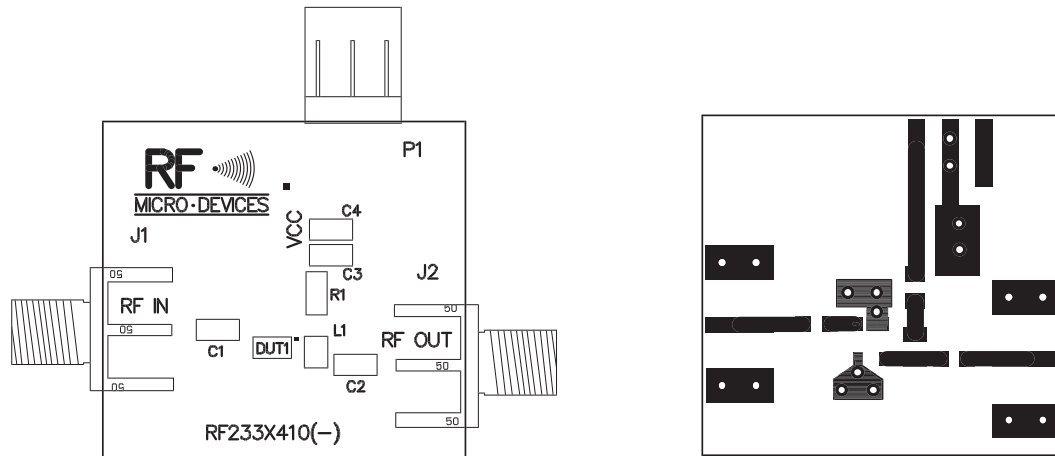 P1
RF
MICRO·DEVICES
J1
VCC
C4
C3
R1
J2
50
50
RF IN
50
50
C1
DUT1
L1
C2
RF OUT
50
50
RF233X410(-)